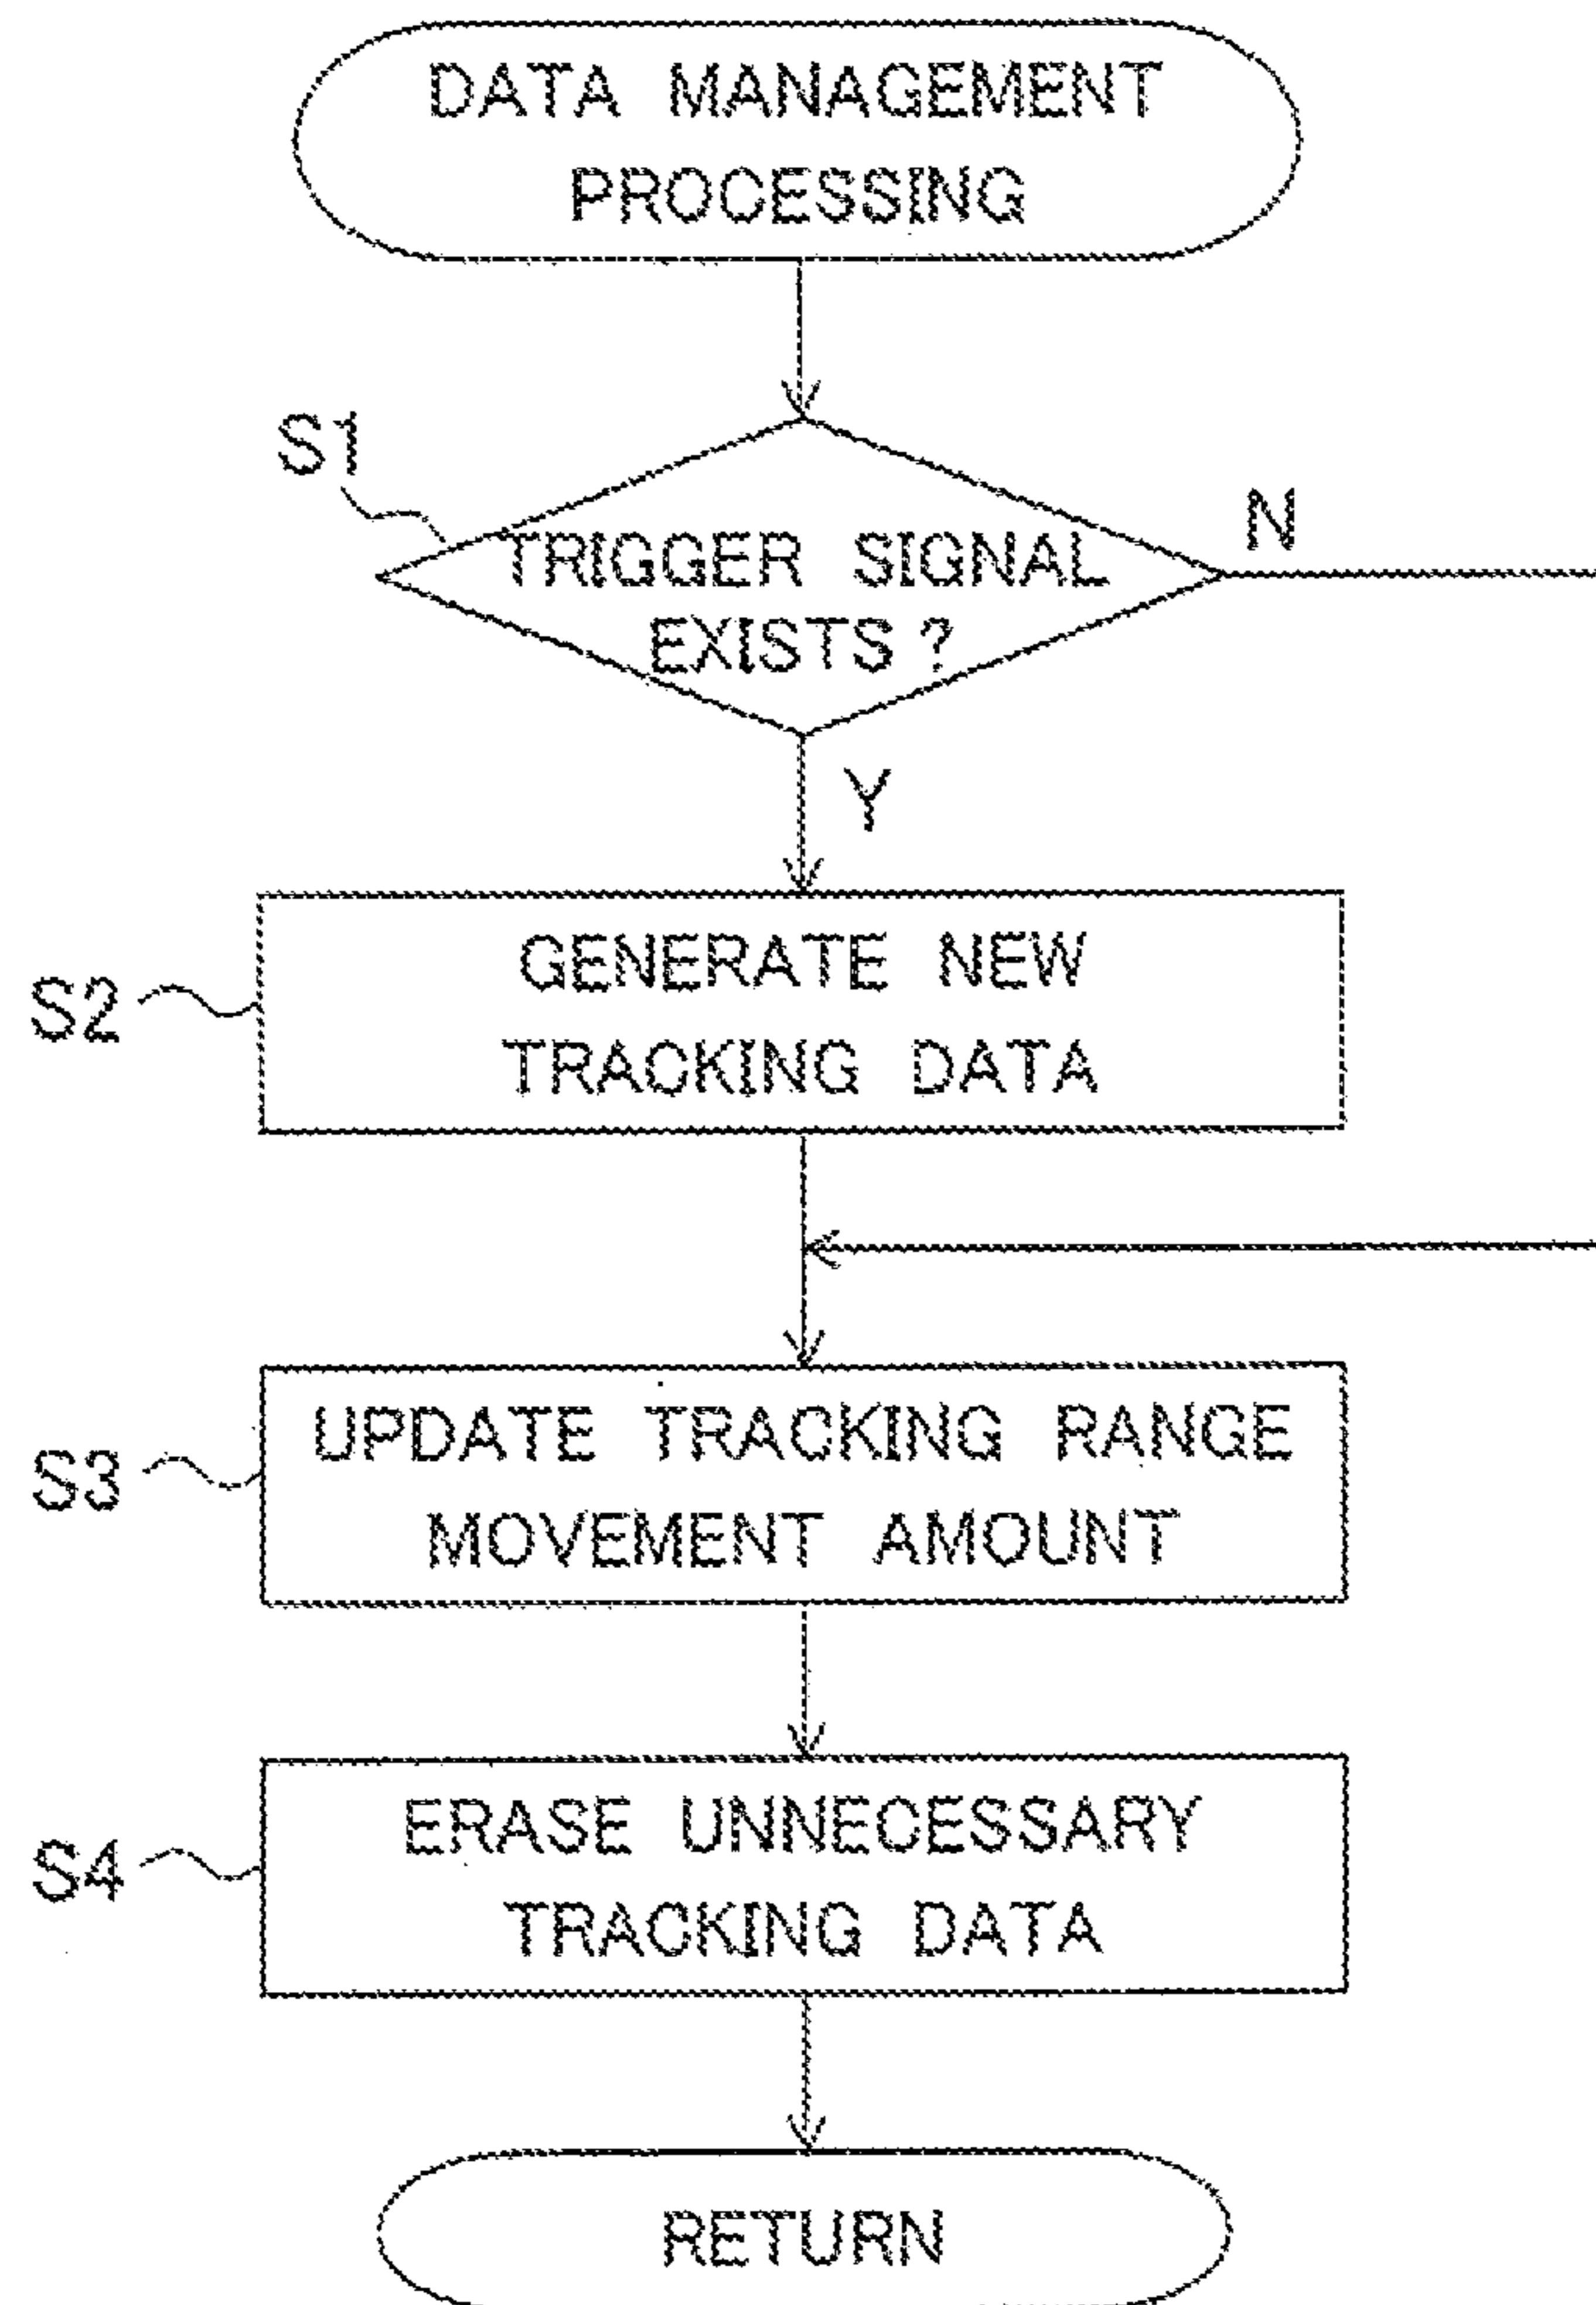 DATA MANAGEMENT
PROCESSING
S1
TRIGGER SIGNAL
EXISTS?
N
Y
S2
GENERATE NEW
TRACKING DATA
S3
UPDATE TRACKING RANGE
MOVEMENT AMOUNT
S4
ERASE UNNECESSARY
TRACKING DATA
RETURN